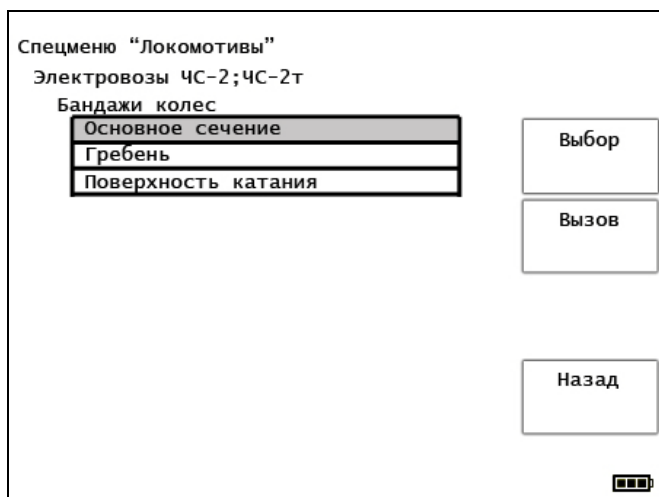 Спецменю “Локомотивы”
Электровозы ЧС-2;ЧС-2т
Бандажи колес
Основное сечение
Гребень
Поверхность катания
Выбор
Вызов
Назад